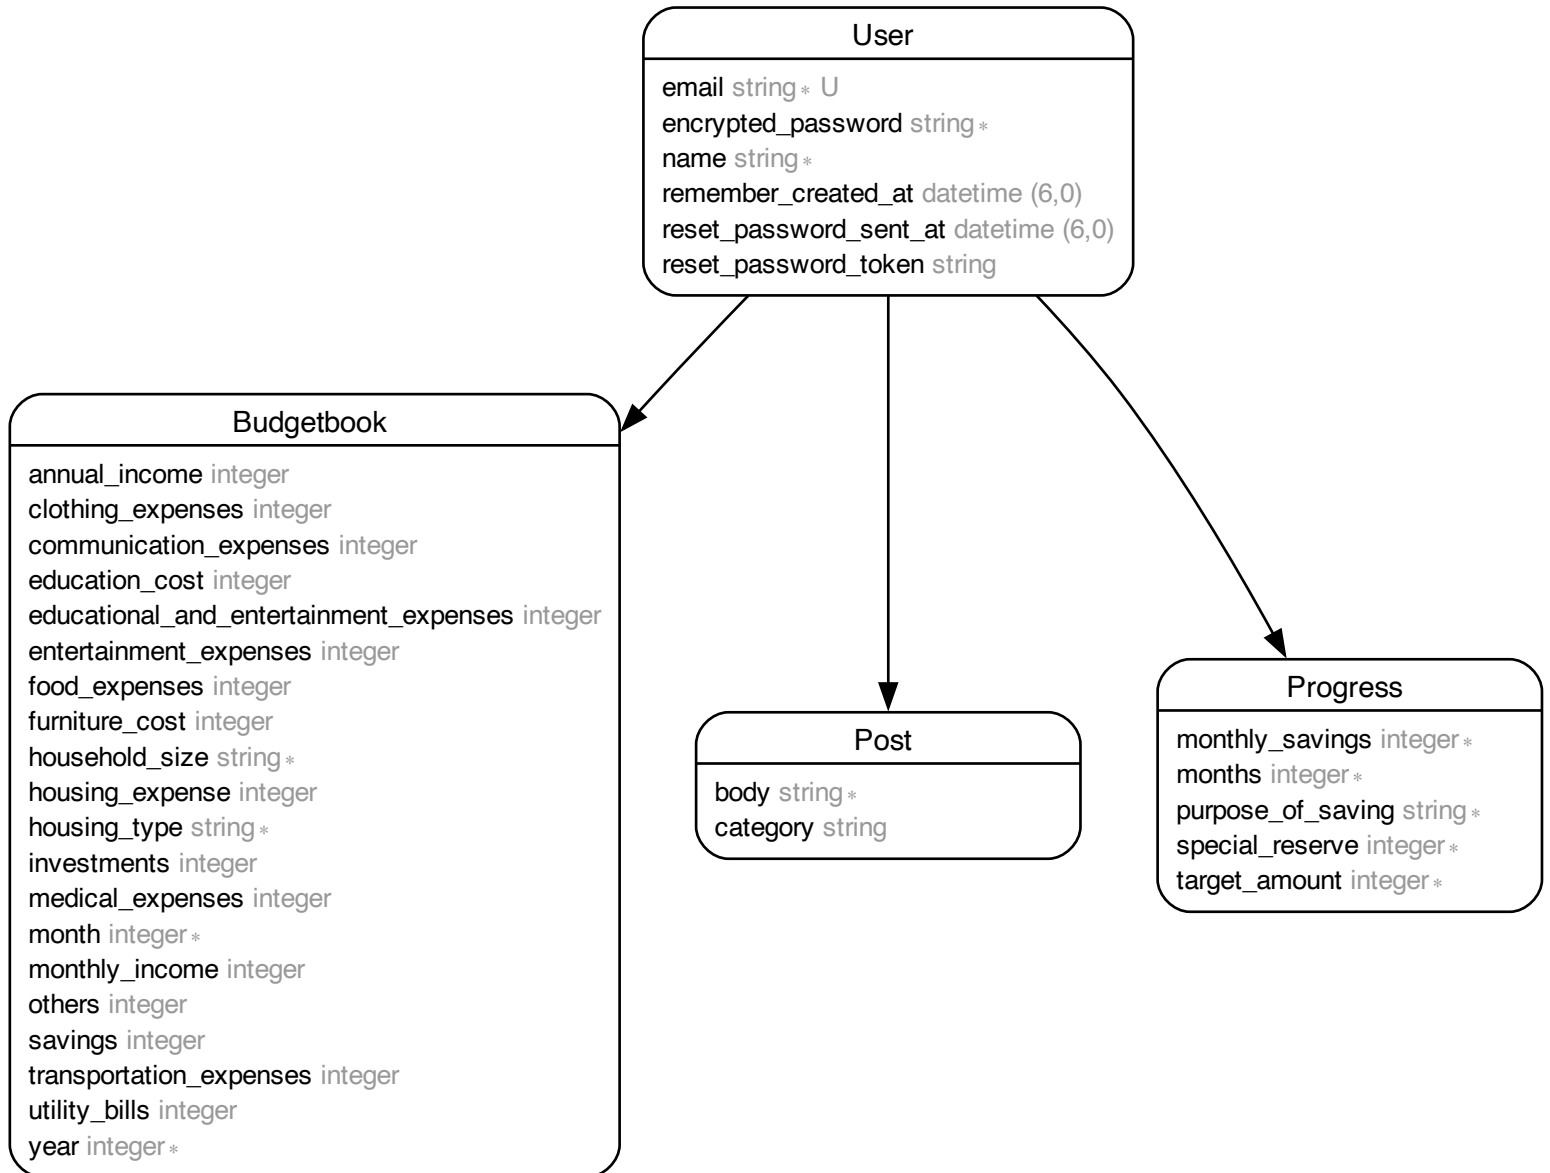 User
email string* U
encrypted_password string*
name string*
remember_created_at datetime (6,0)
reset_password_sent_at datetime (6,0)
reset_password_token string
Budgetbook
annual_income integer
clothing_expenses integer
communication_expenses integer
education_cost integer
educational_and_entertainment_expenses integer
entertainment_expenses integer
food_expenses integer
furniture_cost integer
household_size string*
housing_expense integer
housing_type string*
investments integer
medical_expenses integer
month integer*
monthly_income integer
others integer
savings integer
transportation_expenses integer
utility_bills integer
year integer*
Post
body string*
category string
Progress
monthly_savings integer*
months integer*
purpose_of_saving string*
special_reserve integer*
target_amount integer*